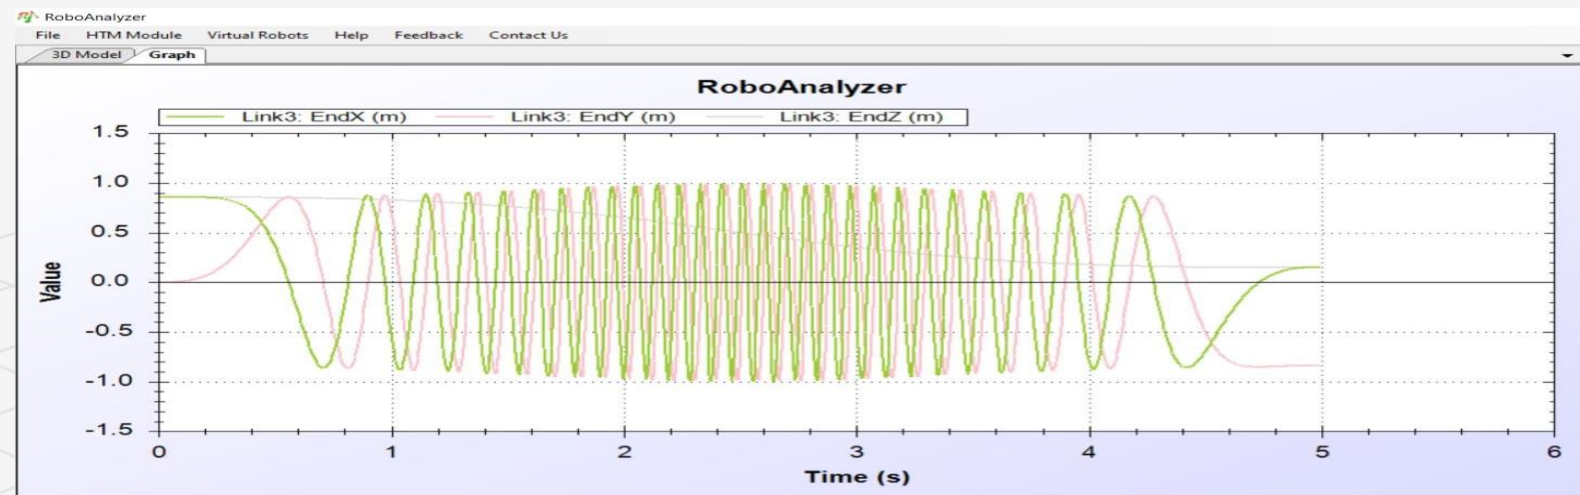 RoboAnalyzer
File HTM Module Virtual Robots Help Feedback Contact Us
3D Model Graph
RoboAnalyzer
Link3: EndX (m) Link3: EndY (m) Link3: EndZ (m)
1.5
1.0
0.5
0.0
-0.5
-1.0
-1.5
Value
0 1 2 3 4 5 6
Time (s)